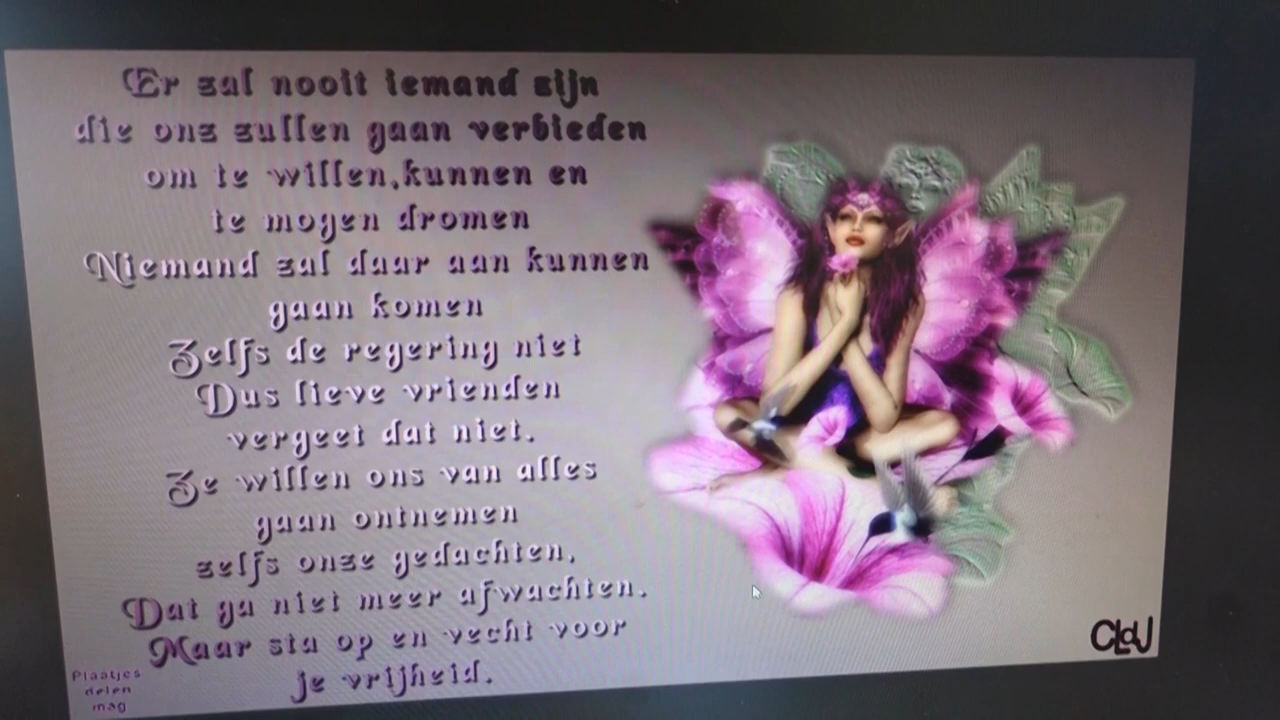 Er zal nooit iemand zijn
die ons zullen gaan verbieden
om te willen,kunnen en
te mogen dromen
Niemand zal daar aan kunnen
gaan komen
Zelfs de regering niet
Dus lieve vrienden
vergeet dat niet.
Ze willen ons van alles
gaan ontnemen
zelfs onze gedachten.
Dat ga niet meer afwachten.
Maar sta op en vecht voor
je vrijheid.
Plaatjes
delen
mag
CLdJ